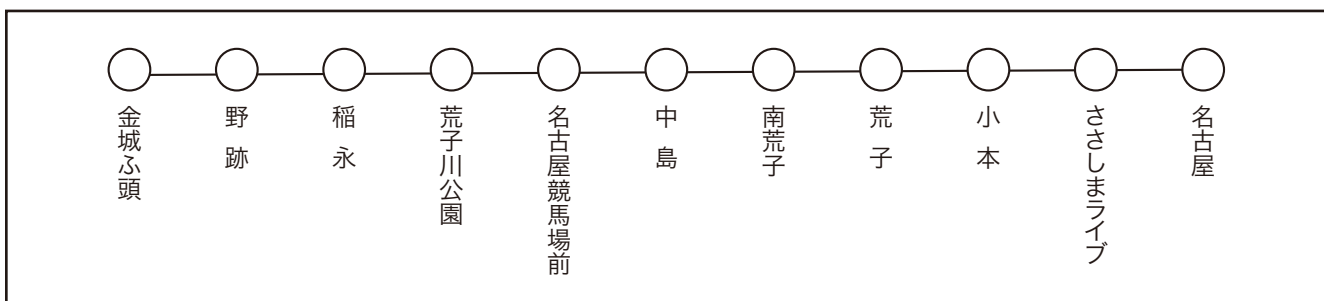 金城ふ頭
野跡
稲永
荒子川公園
名古屋競馬場前
中島
南荒子
荒子
小本
ささしまライブ
名古屋